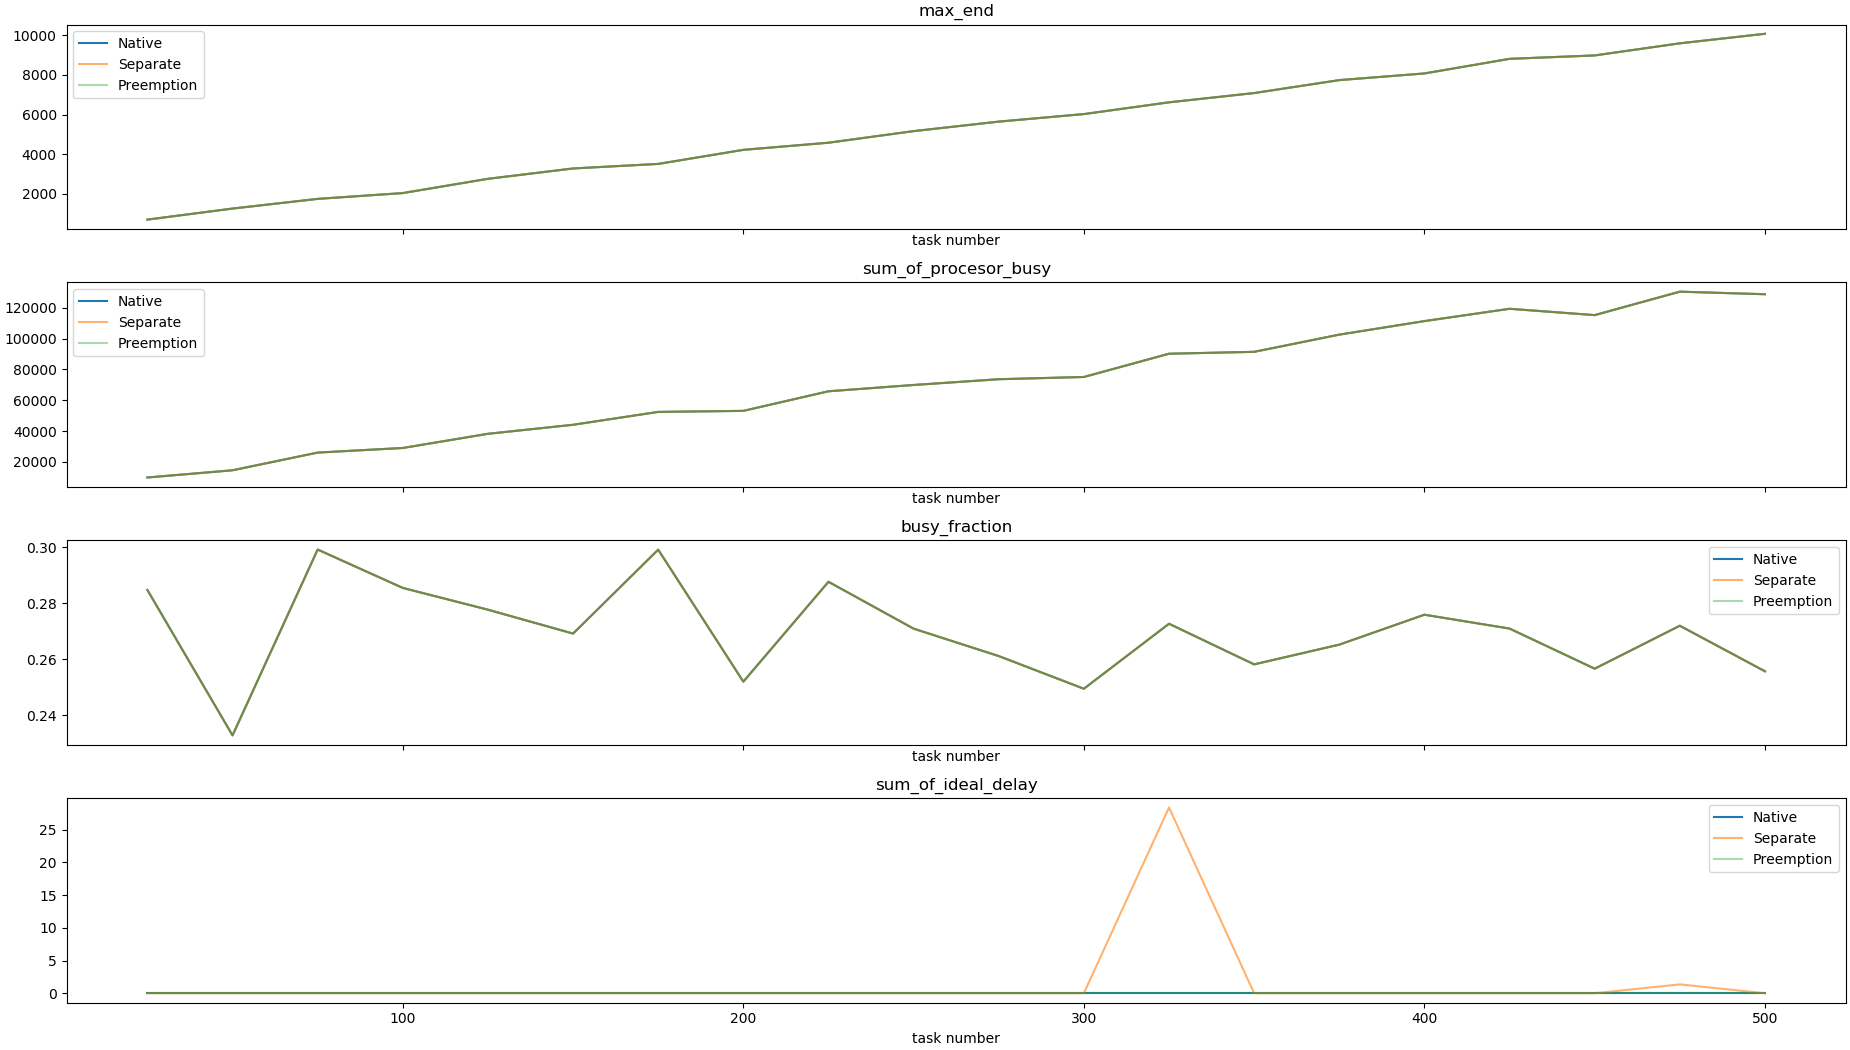 max_end
10000
8000
6000
4000
2000
Native
Separate
Preemption
task number
sum_of_procesor_busy
120000
100000
80000
60000
40000
20000
Native
Separate
Preemption
task number
busy_fraction
0.30
0.28
0.26
0.24
Native
Separate
Preemption
task number
sum_of_ideal_delay
25
20
15
10
5
0
Native
Separate
Preemption
100 200 300 400 500
task number